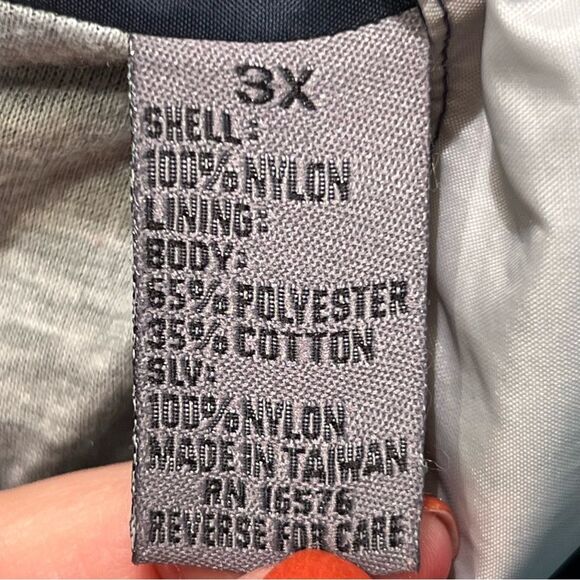 3X
SHELL:
100% NYLON
LINING:
BODY:
65% POLYESTER
35% COTTON
SLV:
100% NYLON
MADE IN TAIWAN
RN 16576
REVERSE FOR CARE